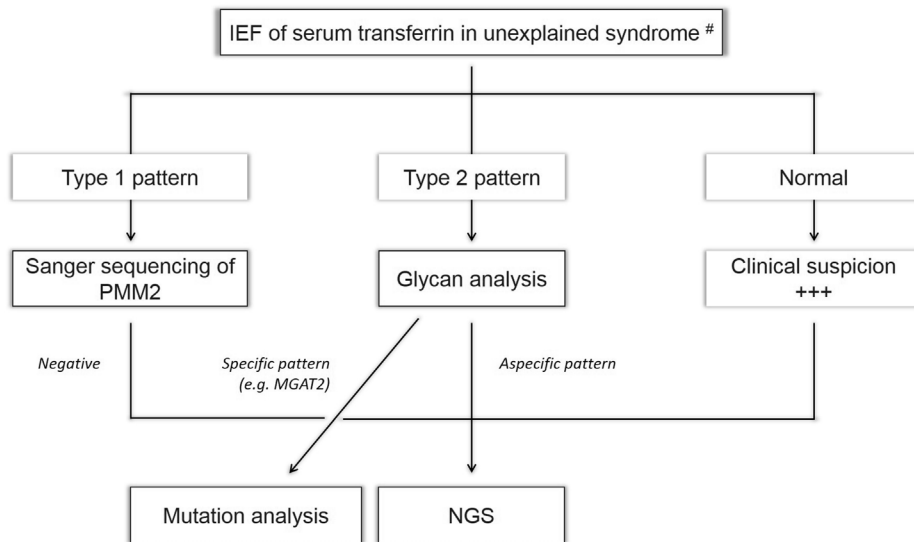 IEF of serum transferrin in unexplained syndrome #
Type 1 pattern
Type 2 pattern
Normal
Sanger sequencing of
PMM2
Glycan analysis
Clinical suspicion
+++
Negative
Specific pattern
(e.g. MGAT2)
Aspecific pattern
Mutation analysis
NGS